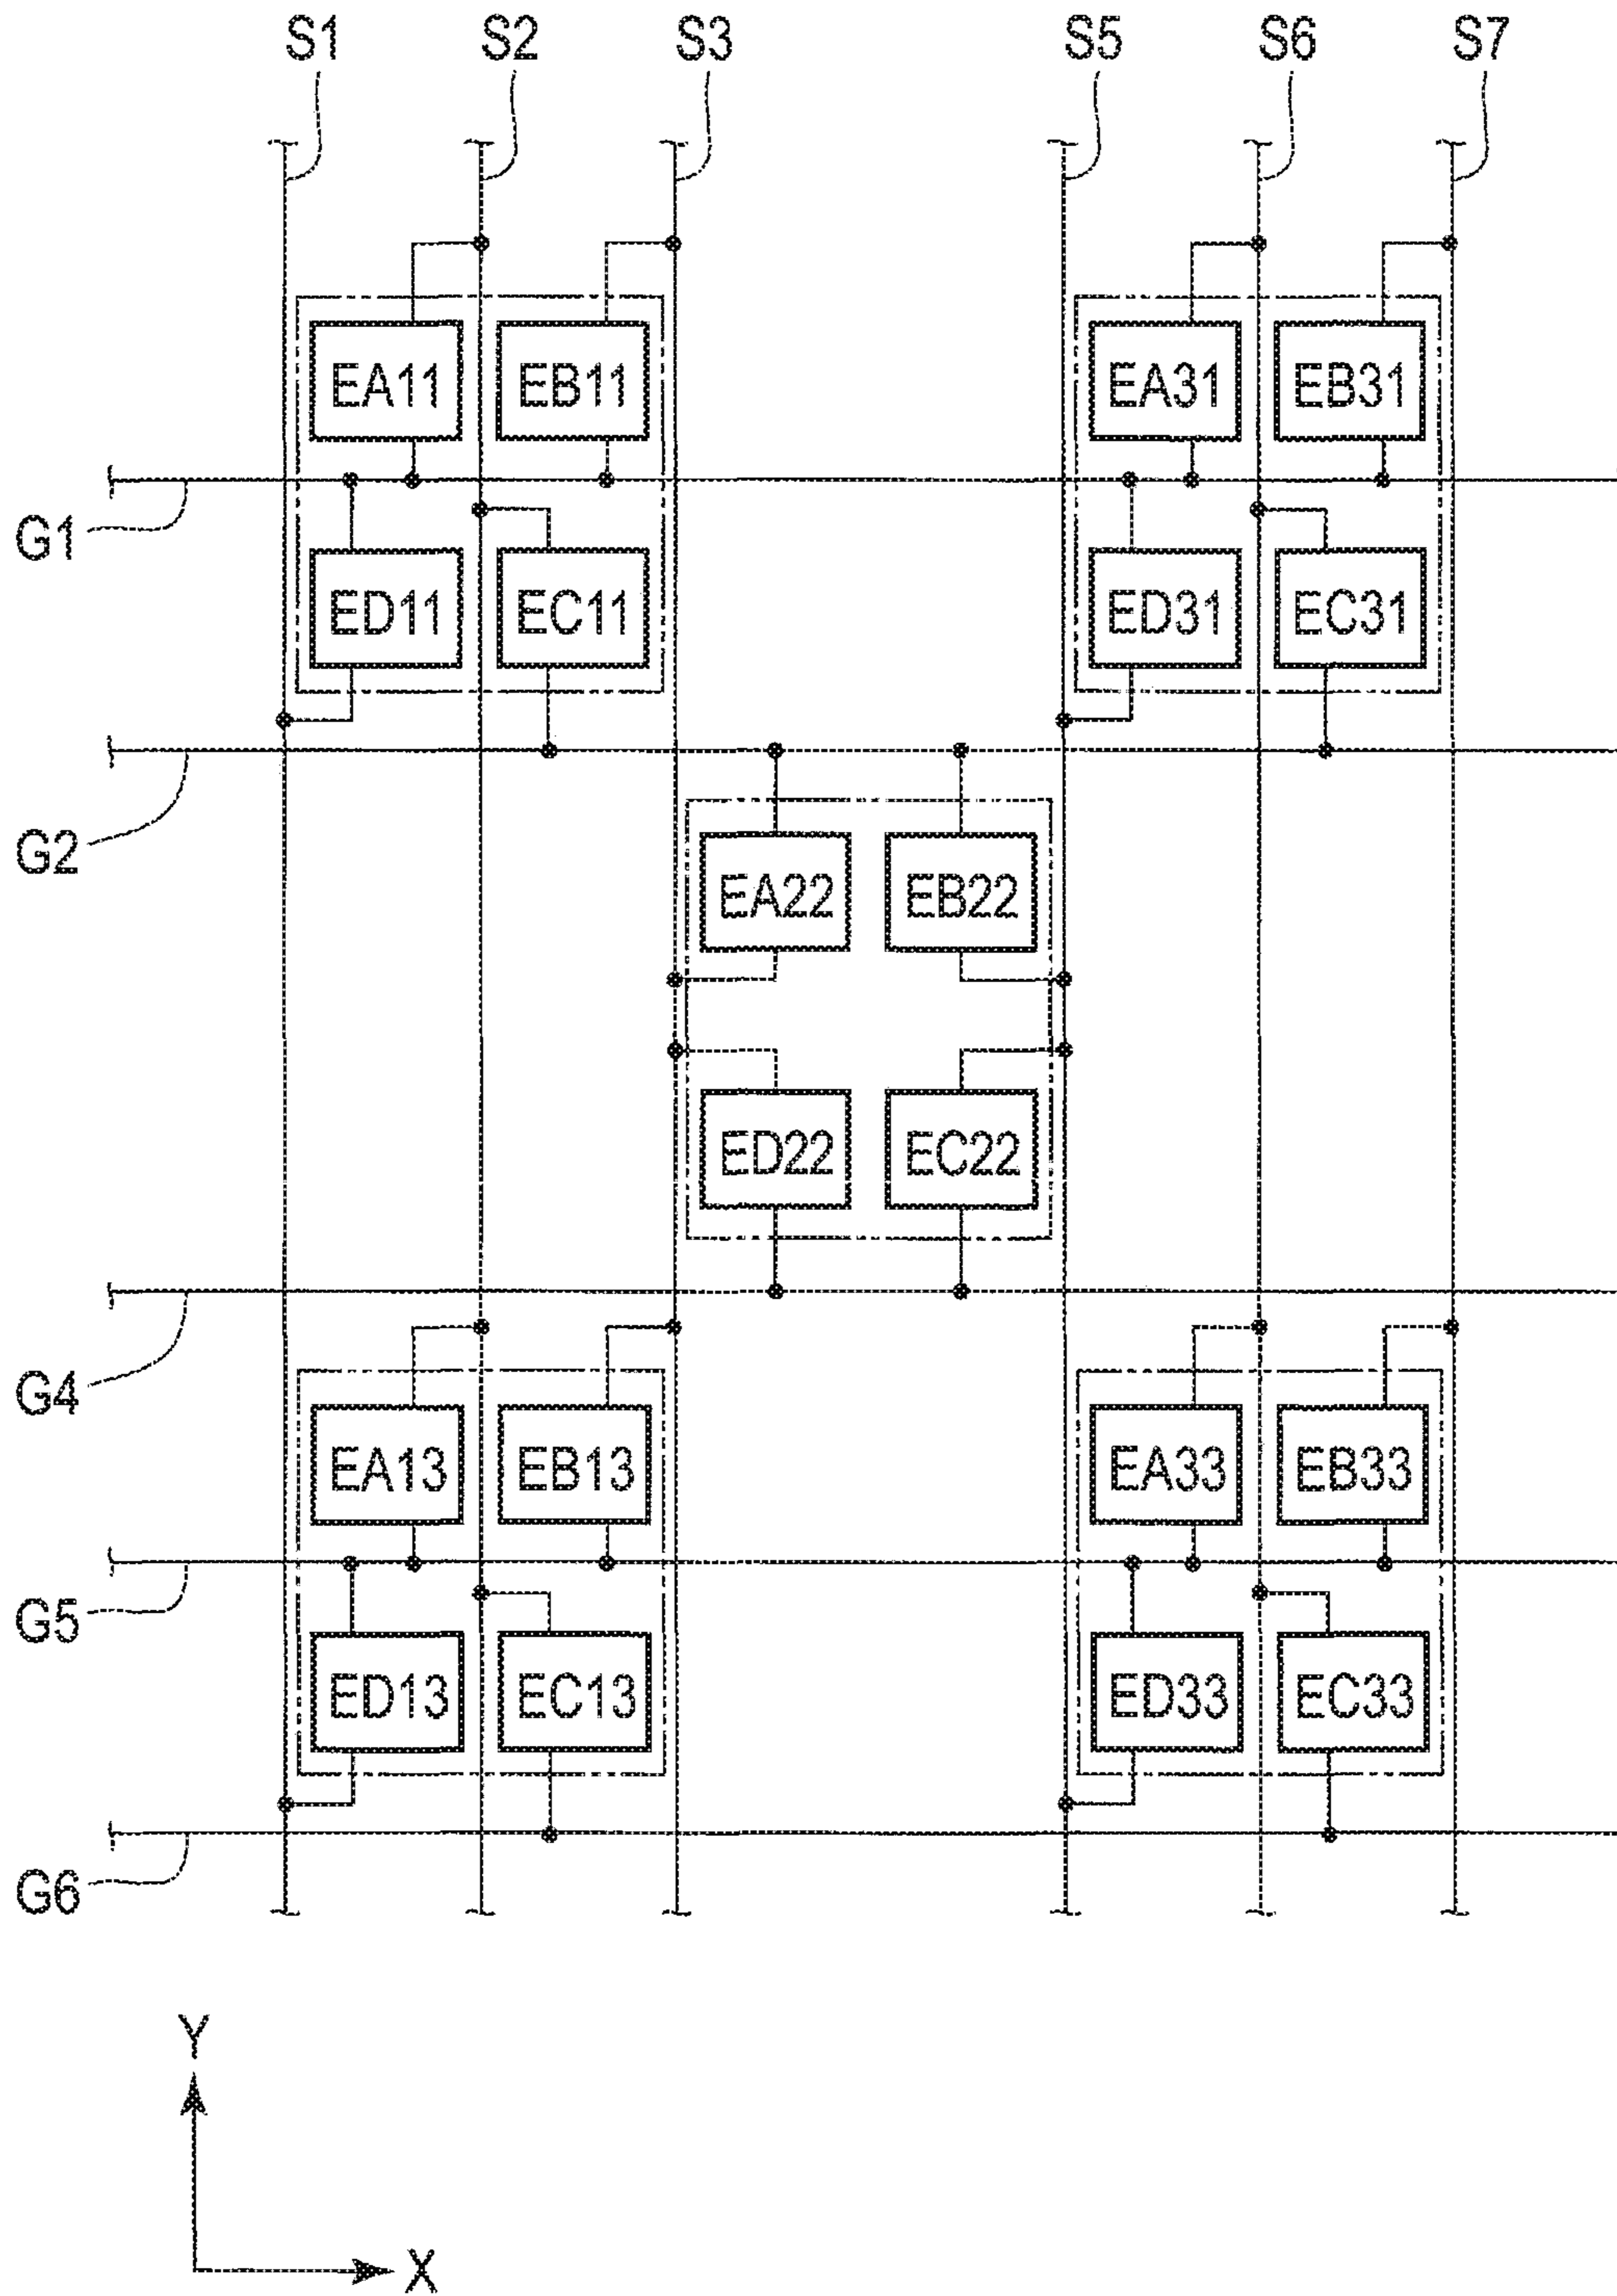 S1 S2 S3 S5 S6 S7
EA11 EB11 EA31 EB31
G1
ED11 EC11 ED31 EC31
G2
EA22 EB22
ED22 EC22
G4
EA13 EB13 EA33 EB33
G5
ED13 EC13 ED33 EC33
G6
Y
X